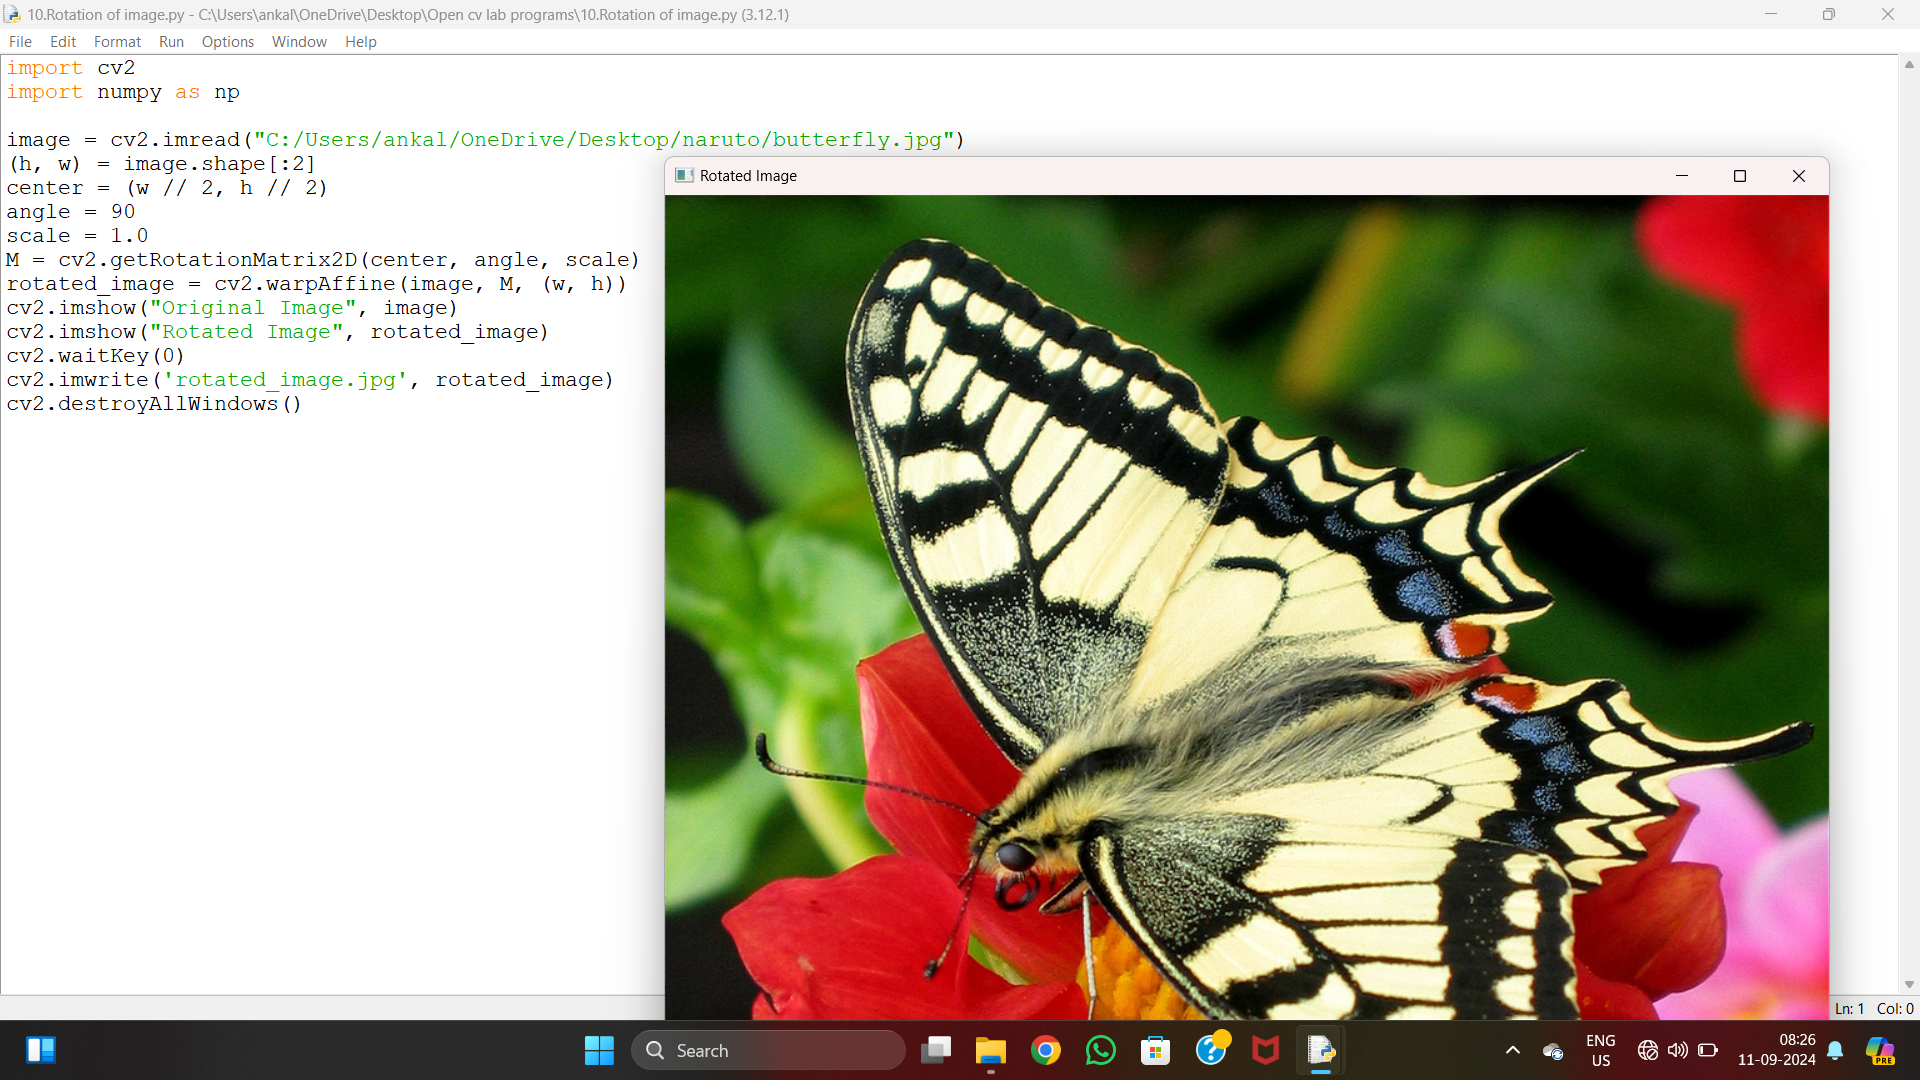 10.Rotation of image.py - C:\Users\ankal\OneDrive\Desktop\Open cv lab programs\10.Rotation of image.py (3.12.1)
File Edit Format Run Options Window Help
import cv2
import numpy as np
image = cv2.imread("C:/Users/ankal/OneDrive/Desktop/naruto/butterfly.jpg")
(h, w) = image.shape[:2]
center = (w // 2, h // 2)
angle = 90
scale = 1.0
M = cv2.getRotationMatrix2D(center, angle, scale)
rotated_image = cv2.warpAffine(image, M, (w, h))
cv2.imshow("Original Image", image)
cv2.imshow("Rotated Image", rotated_image)
cv2.waitKey(0)
cv2.imwrite('rotated_image.jpg', rotated_image)
cv2.destroyAllWindows()
Rotated Image
Ln: 1 Col: 0
Search
ENG
US
08:26
11-09-2024
PRE